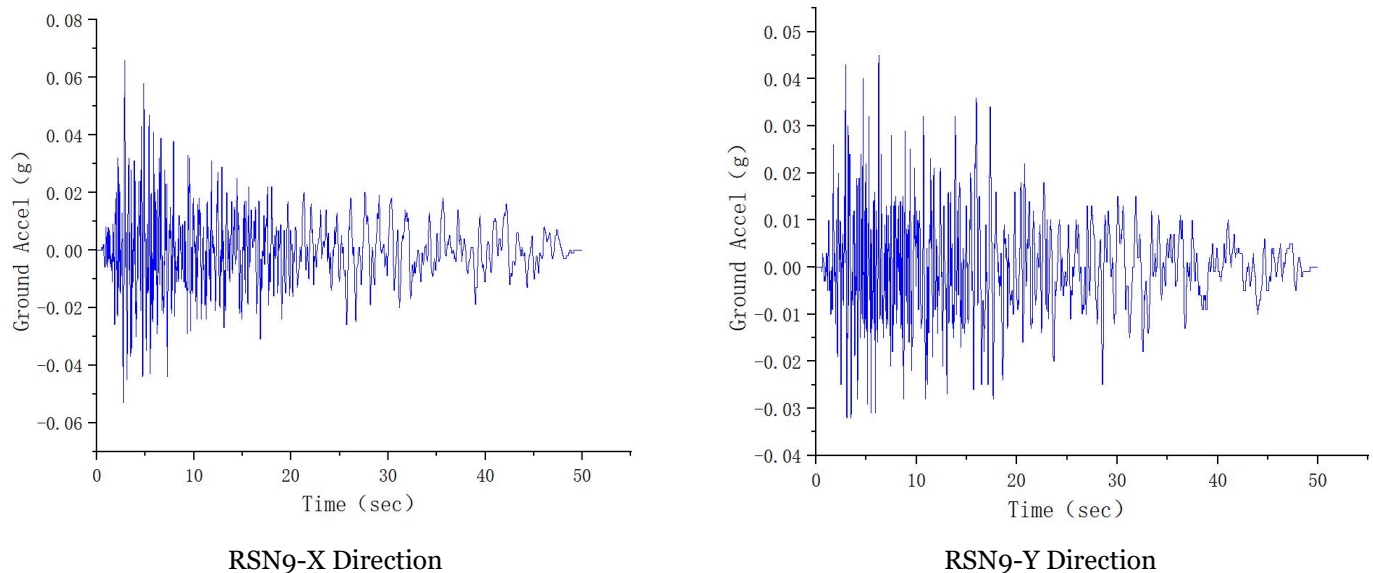 0.08
0.06
0.04
0.02
0.00
-0.02
-0.04
-0.06
Ground Accel (g)
0 10 20 30 40 50
Time (sec)
RSN9-X Direction
0.05
0.04
0.03
0.02
0.01
0.00
-0.01
-0.02
-0.03
-0.04
Ground Accel (g)
0 10 20 30 40 50
Time (sec)
RSN9-Y Direction